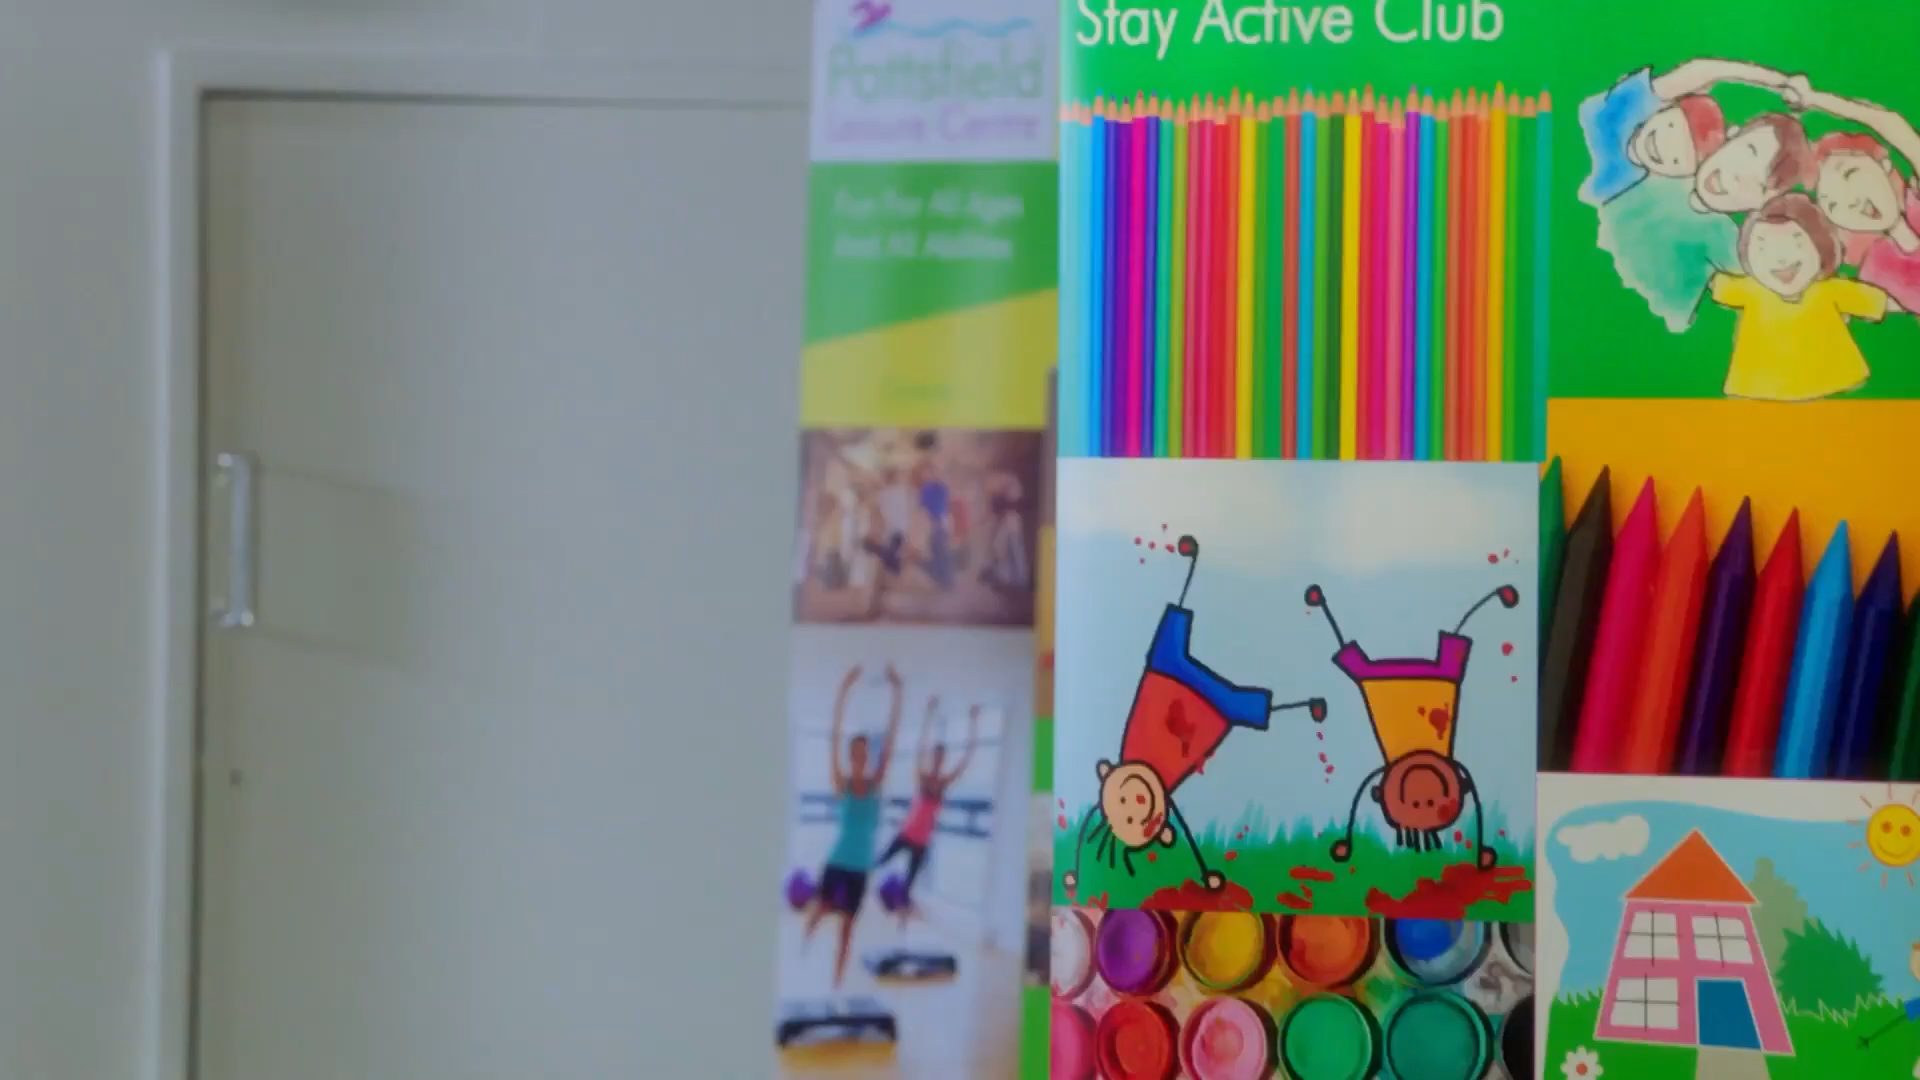 Stay Active Club
Pottsfield
Leisure Centre
Fun For All Ages
And All Abilities